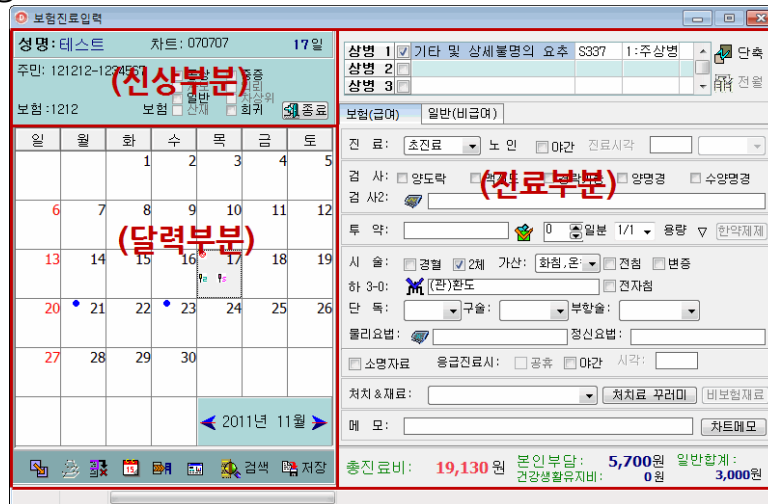 보험진료입력
성명:테스트 차트:070707 17일
주민: 121212-1234567 중증
(신상부분)
일반 차상위
보험:1212 보험 산재 희귀 종료
일 월 화 수 목 금 토
1 2 3 4 5
6 7 8 9 10 11 12
(달력부분)
13 14 15 16 17 18 19
20 21 22 23 24 25 26
27 28 29 30
2011년 11월
검색 저장
상병 1 기타 및 상세불명의 요추 S337 1:주상병 단축
상병 2
상병 3 전월
보험(급여) 일반(비급여)
진 료: 초진료 노 인 야간 진료시각
검 사: 양도락 맥전도 양명경 수양명경
(진료부분)
검 사2:
투 약: 0 일분 1/1 용량 ▽ 한약제제
시 술: 경혈 2체 가산: 화침,온 전침 변증
하 3-0: (관)환도 전자침
단 독: 구술: 부항술:
물리요법: 정신요법:
소명자료 응급진료시: 공휴 야간 시각:
처치&재료: 처치료 꾸러미 비보험재료
메 모: 차트메모
총진료비: 19,130 원 본인부담: 5,700원 일반합계:
건강생활유지비: 0원 3,000원